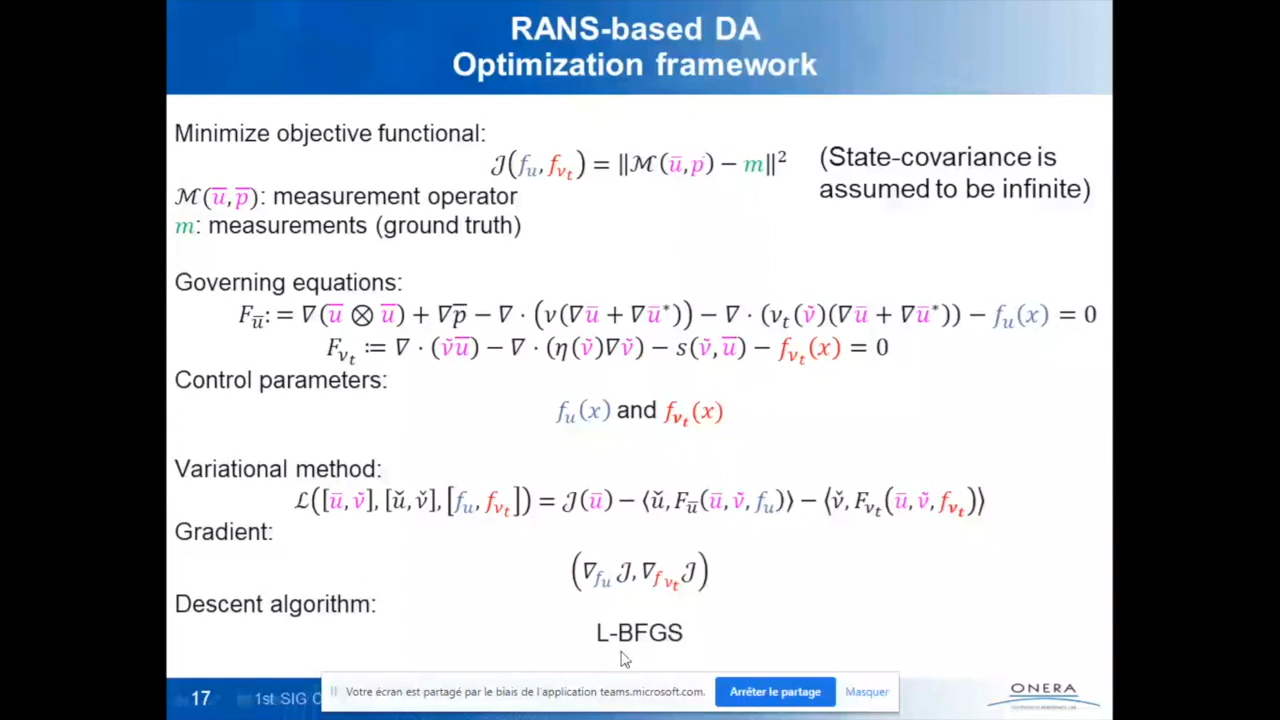 RANS-based DA
Optimization framework
Minimize objective functional:
𝒥(f_u, f_{ν_t}) = ‖ℳ(ū, p) − m‖²
(State-covariance is
assumed to be infinite)
ℳ(ū, p̅): measurement operator
m: measurements (ground truth)
Governing equations:
F_ū: = ∇(ū ⊗ ū) + ∇p̅ − ∇ · (ν(∇ū + ∇ū*)) − ∇ · (ν_t(ν̃)(∇ū + ∇ū*)) − f_u(x) = 0
F_{ν_t} ≔ ∇ · (ν̃ū) − ∇ · (η(ν̃)∇ν̃) − s(ν̃, ū) − f_{ν_t}(x) = 0
Control parameters:
f_u(x) and f_{ν_t}(x)
Variational method:
ℒ([ū, ν̃], [ǔ, ν̌], [f_u, f_{ν_t}]) = 𝒥(ū) − ⟨ǔ, F_ū(ū, ν̃, f_u)⟩ − ⟨ν̌, F_{ν_t}(ū, ν̃, f_{ν_t})⟩
Gradient:
(∇_{f_u} 𝒥, ∇_{f_{ν_t}} 𝒥)
Descent algorithm:
L-BFGS
17 1st SIG
Votre écran est partagé par le biais de l'application teams.microsoft.com.
Arrêter le partage
Masquer
ONERA